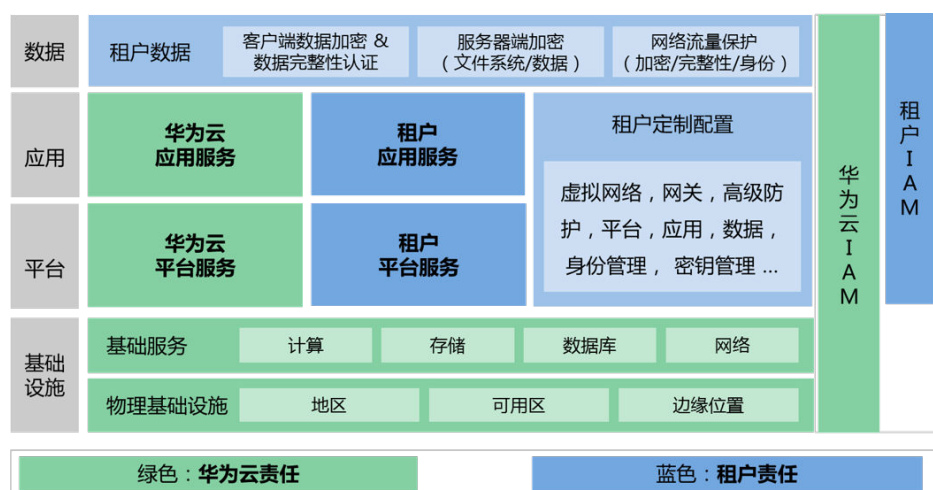 数据
租户数据
客户端数据加密 &
数据完整性认证
服务器端加密
（文件系统/数据）
网络流量保护
（加密/完整性/身份）
应用
华为云
应用服务
租户
应用服务
租户定制配置
虚拟网络，网关，高级防
护，平台，应用，数据，
身份管理， 密钥管理 ...
平台
华为云
平台服务
租户
平台服务
基础
设施
基础服务
计算
存储
数据库
网络
物理基础设施
地区
可用区
边缘位置
华为云IAM
租户IAM
绿色：华为云责任
蓝色：租户责任